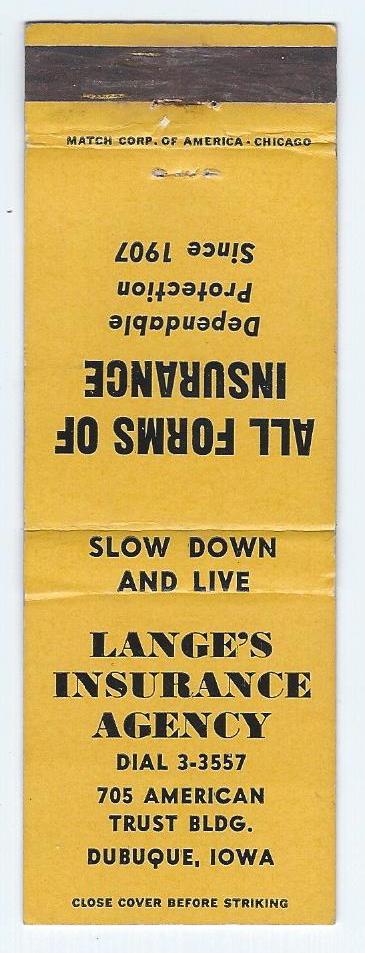 MATCH CORP. OF AMERICA - CHICAGO
ALL FORMS OF
INSURANCE
Dependable
Protection
Since 1907
SLOW DOWN
AND LIVE
LANGE'S
INSURANCE
AGENCY
DIAL 3-3557
705 AMERICAN
TRUST BLDG.
DUBUQUE, IOWA
CLOSE COVER BEFORE STRIKING